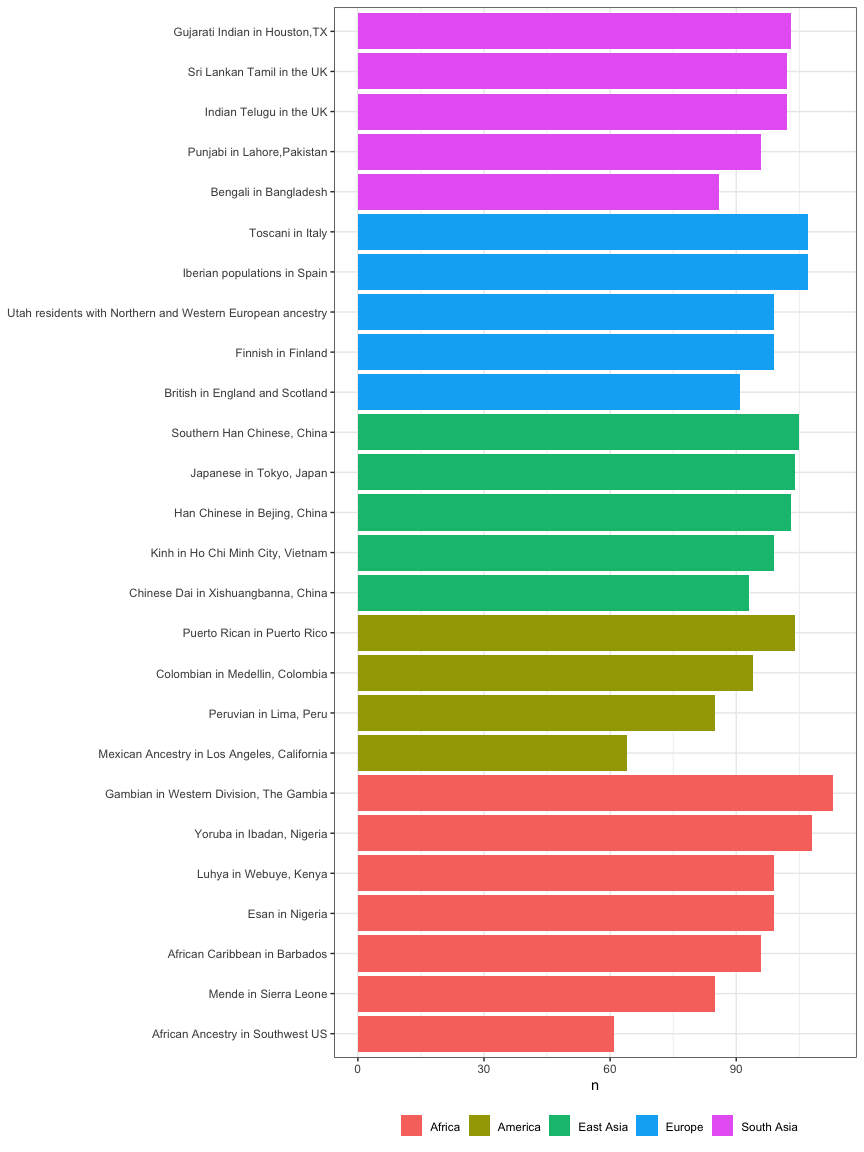 Gujarati Indian in Houston,TX
Sri Lankan Tamil in the UK
Indian Telugu in the UK
Punjabi in Lahore,Pakistan
Bengali in Bangladesh
Toscani in Italy
Iberian populations in Spain
Utah residents with Northern and Western European ancestry
Finnish in Finland
British in England and Scotland
Southern Han Chinese, China
Japanese in Tokyo, Japan
Han Chinese in Bejing, China
Kinh in Ho Chi Minh City, Vietnam
Chinese Dai in Xishuangbanna, China
Puerto Rican in Puerto Rico
Colombian in Medellin, Colombia
Peruvian in Lima, Peru
Mexican Ancestry in Los Angeles, California
Gambian in Western Division, The Gambia
Yoruba in Ibadan, Nigeria
Luhya in Webuye, Kenya
Esan in Nigeria
African Caribbean in Barbados
Mende in Sierra Leone
African Ancestry in Southwest US
0 30 60 90
n
Africa America East Asia Europe South Asia